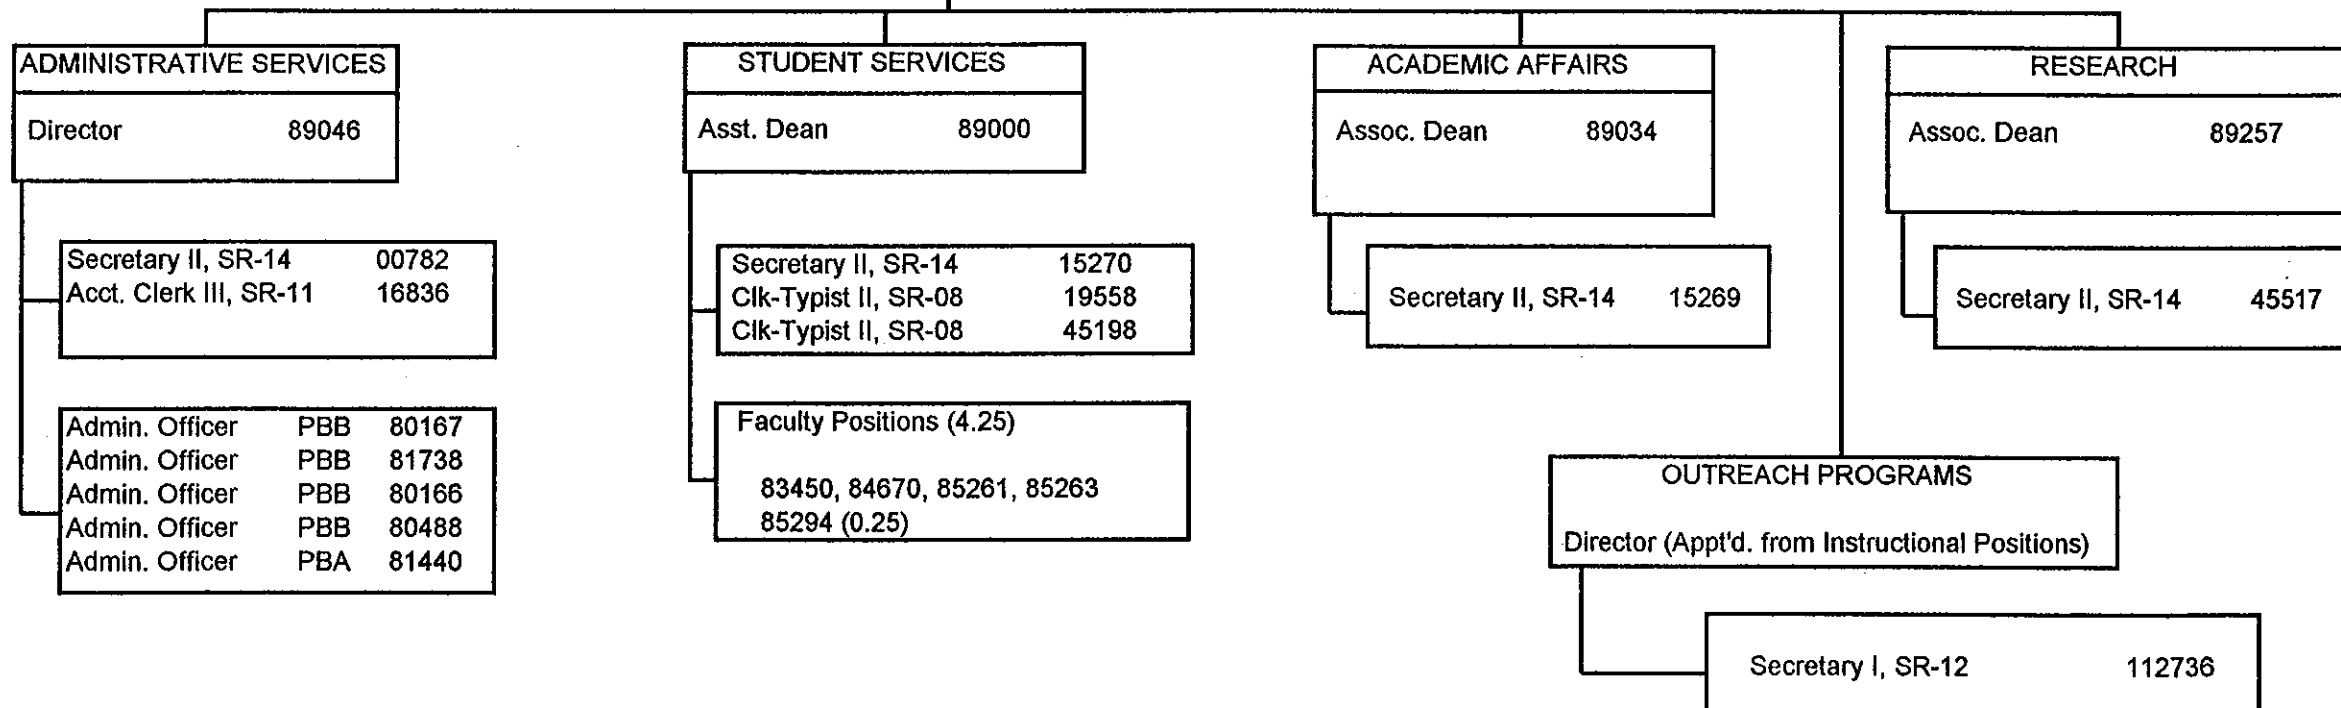 ADMINISTRATIVE SERVICES
Director 89046
Secretary II, SR-14 00782
Acct. Clerk III, SR-11 16836
Admin. Officer PBB 80167
Admin. Officer PBB 81738
Admin. Officer PBB 80166
Admin. Officer PBB 80488
Admin. Officer PBA 81440
STUDENT SERVICES
Asst. Dean 89000
Secretary II, SR-14 15270
Clk-Typist II, SR-08 19558
Clk-Typist II, SR-08 45198
Faculty Positions (4.25)
83450, 84670, 85261, 85263
85294 (0.25)
ACADEMIC AFFAIRS
Assoc. Dean 89034
Secretary II, SR-14 15269
RESEARCH
Assoc. Dean 89257
Secretary II, SR-14 45517
OUTREACH PROGRAMS
Director (Appt'd. from Instructional Positions)
Secretary I, SR-12 112736